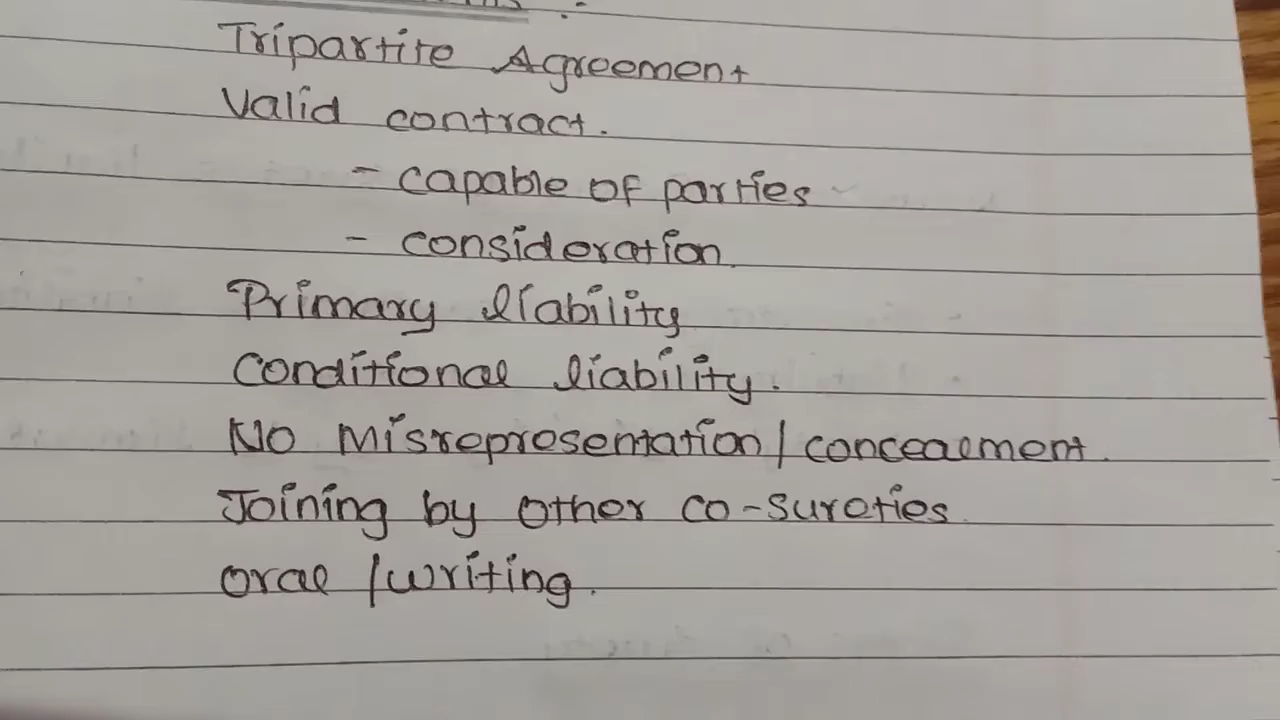 Tripartite Agreement
Valid contract.
- capable of parties
- consideration.
Primary liability
Conditional liability.
No Misrepresentation/concealment.
Joining by other co-sureties.
Oral/writing.